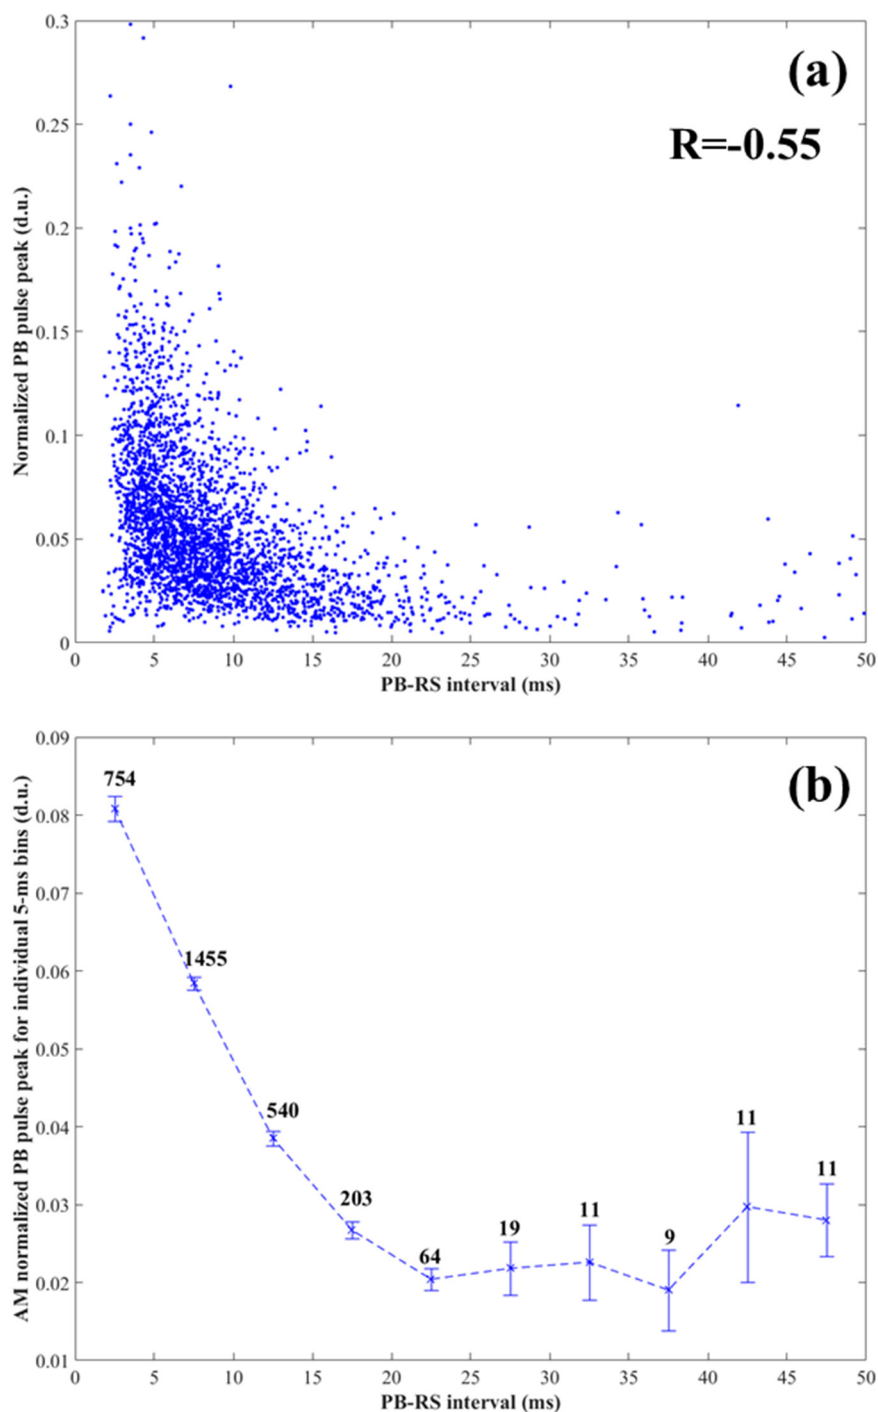 (a)
R=-0.55
Normalized PB pulse peak (d.u.)
0.3
0.25
0.2
0.15
0.1
0.05
0
0 5 10 15 20 25 30 35 40 45 50
PB-RS interval (ms)
(b)
AM normalized PB pulse peak for individual 5-ms bins (d.u.)
0.09
0.08
0.07
0.06
0.05
0.04
0.03
0.02
0.01
754
1455
540
203
64
19
11
9
11
11
0 5 10 15 20 25 30 35 40 45 50
PB-RS interval (ms)